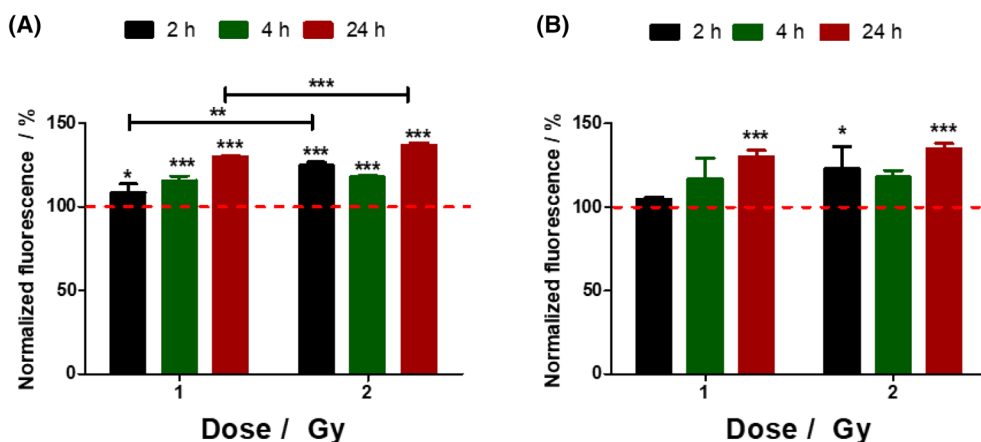 (A) 2 h 4 h 24 h
***
**
Normalized fluorescence / %
150
100
50
0
* *** *** *** *** ***
1 2
Dose / Gy
(B) 2 h 4 h 24 h
Normalized fluorescence / %
150
100
50
0
*** * ***
1 2
Dose / Gy